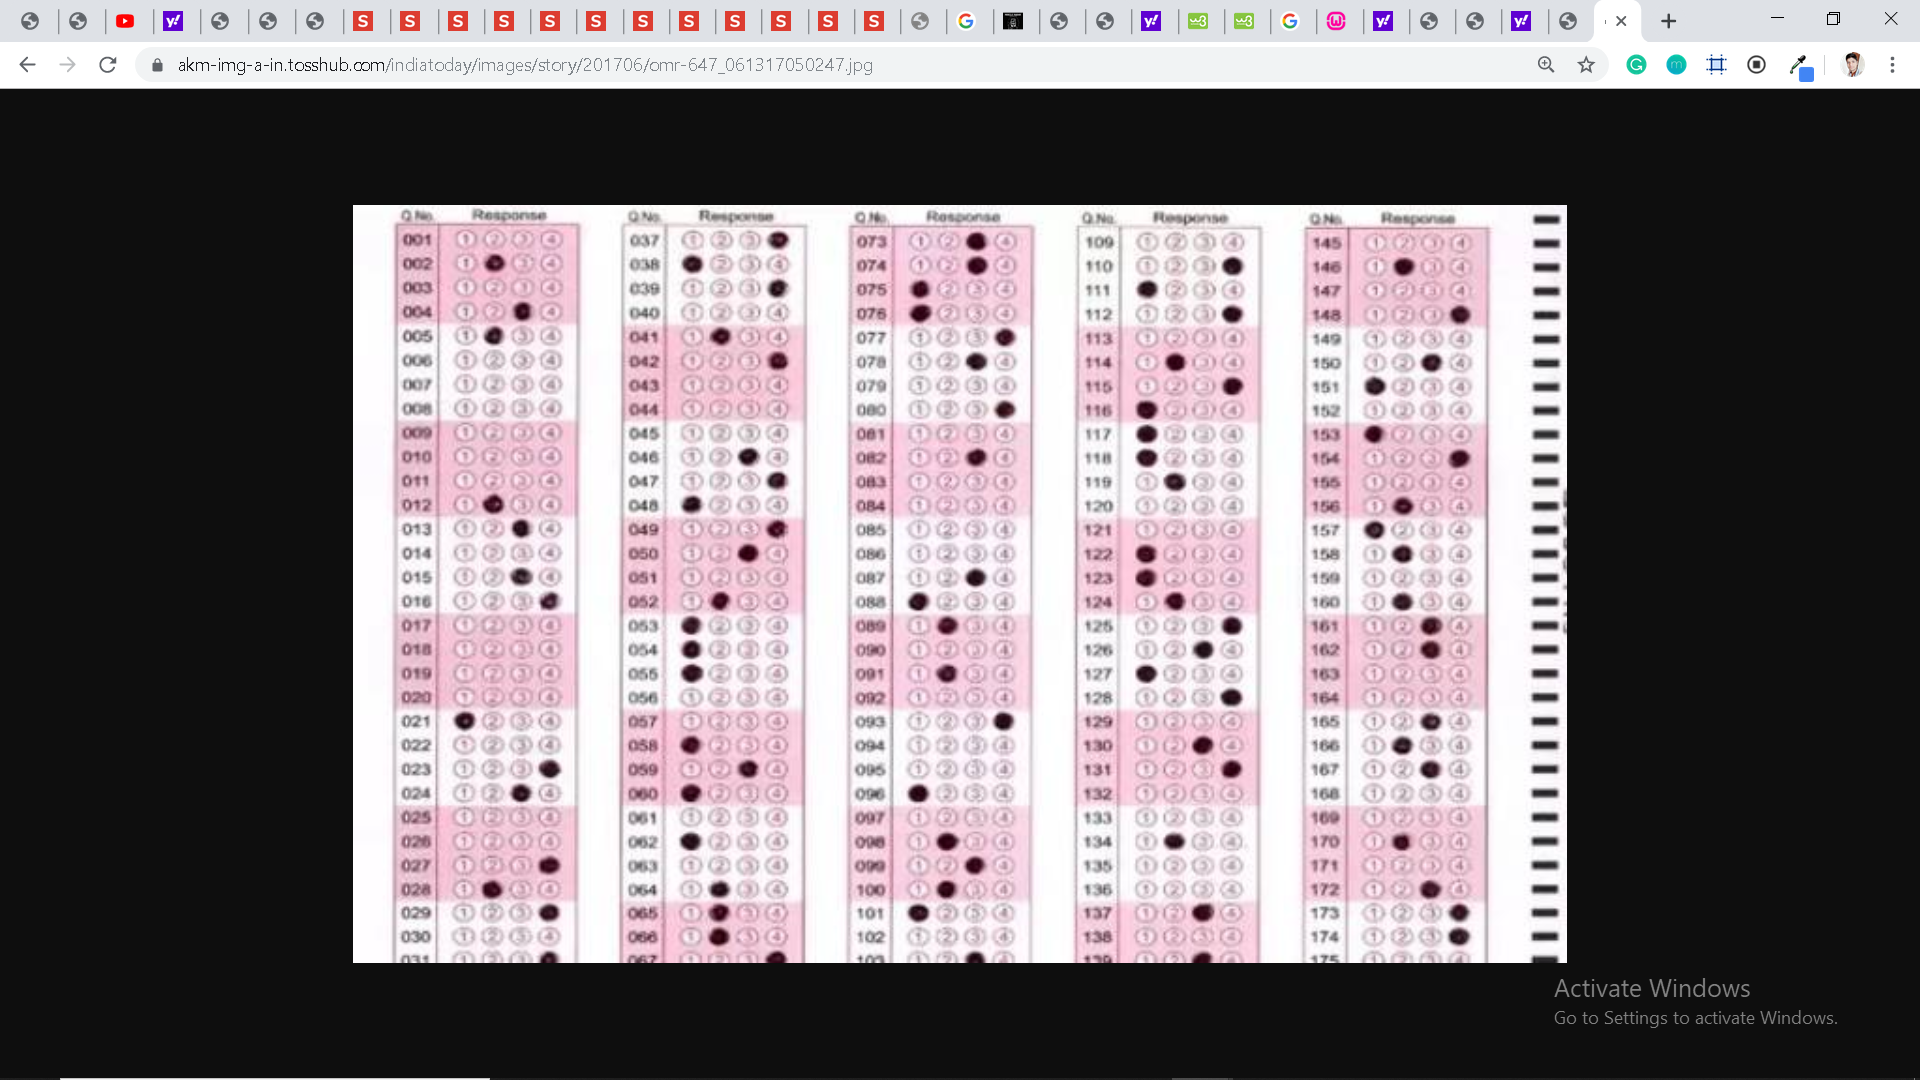 akm-img-a-in.tosshub.com/indiatoday/images/story/201706/omr-647_061317050247.jpg
Q.No. Response
001 1 2 3 4
002 1 3 4
003 1 2 3 4
004 1 2 4
005 1 3 4
006 1 2 3 4
007 1 2 3 4
008 1 2 3 4
009 1 2 3 4
010 1 2 3 4
011 1 2 3 4
012 1 3 4
013 1 2 4
014 1 2 3 4
015 1 2 4
016 1 2 3
017 1 2 3 4
018 1 2 3 4
019 1 2 3 4
020 1 2 3 4
021 2 3 4
022 1 2 3 4
023 1 2 3
024 1 2 4
025 1 2 3 4
026 1 2 3 4
027 1 2 3
028 1 3 4
029 1 2 3
030 1 2 3 4
031 1 2 3
Q.No. Response
037 1 2 3
038 2 3 4
039 1 2 3
040 1 2 3 4
041 1 3 4
042 1 2 3
043 1 2 3 4
044 1 2 3 4
045 1 2 3 4
046 1 2 4
047 1 2 3
048 2 3 4
049 1 2 3
050 1 2 4
051 1 2 3 4
052 1 3 4
053 2 3 4
054 2 3 4
055 2 3 4
056 1 2 3 4
057 1 2 3 4
058 2 3 4
059 1 2 4
060 2 3 4
061 1 2 3 4
062 2 3 4
063 1 2 3 4
064 1 3 4
065 1 3 4
066 1 3 4
067 1 2 3
Q.No. Response
073 1 2 4
074 1 2 4
075 2 3 4
076 2 3 4
077 1 2 3
078 1 2 4
079 1 2 3 4
080 1 2 3
081 1 2 3 4
082 1 2 4
083 1 2 3 4
084 1 2 3 4
085 1 2 3 4
086 1 2 3 4
087 1 2 4
088 2 3 4
089 1 3 4
090 1 2 3 4
091 1 3 4
092 1 2 3 4
093 1 2 3
094 1 2 3 4
095 1 2 3 4
096 2 3 4
097 1 2 3 4
098 1 3 4
099 1 2 4
100 1 3 4
101 2 3 4
102 1 2 3 4
103 1 2 4
Q.No. Response
109 1 2 3 4
110 1 2 3
111 2 3 4
112 1 2 3
113 1 2 3 4
114 1 3 4
115 1 2 3
116 2 3 4
117 2 3 4
118 2 3 4
119 1 3 4
120 1 2 3 4
121 1 2 3 4
122 2 3 4
123 2 3 4
124 1 3 4
125 1 2 3
126 1 2 4
127 2 3 4
128 1 2 3
129 1 2 3 4
130 1 2 4
131 1 2 3
132 1 2 3 4
133 1 2 3 4
134 1 3 4
135 1 2 3 4
136 1 2 3 4
137 1 2 4
138 1 2 3 4
139 1 2 4
Q.No. Response
145 1 2 3 4
146 1 3 4
147 1 2 3 4
148 1 2 3
149 1 2 3 4
150 1 2 4
151 2 3 4
152 1 2 3 4
153 2 3 4
154 1 2 3
155 1 2 3 4
156 1 3 4
157 2 3 4
158 1 3 4
159 1 2 3 4
160 1 3 4
161 1 2 4
162 1 2 4
163 1 2 3 4
164 1 2 3 4
165 1 2 4
166 1 3 4
167 1 2 4
168 1 2 3 4
169 1 2 3 4
170 1 3 4
171 1 2 3 4
172 1 2 4
173 1 2 3
174 1 2 3
175 1 2 3 4
Activate Windows
Go to Settings to activate Windows.